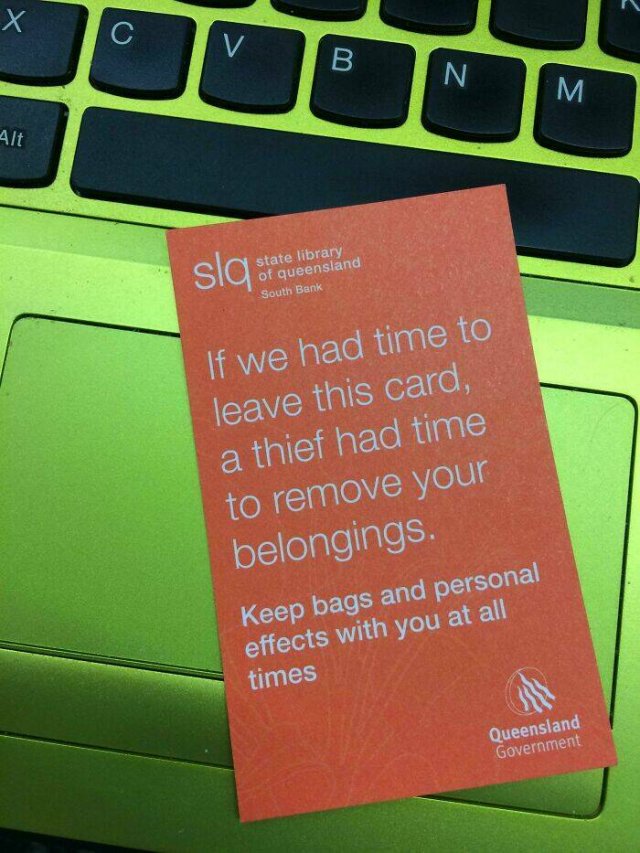 X C V B N M
Alt
slq state library
of queensland
South Bank
If we had time to
leave this card,
a thief had time
to remove your
belongings.
Keep bags and personal
effects with you at all
times
Queensland
Government